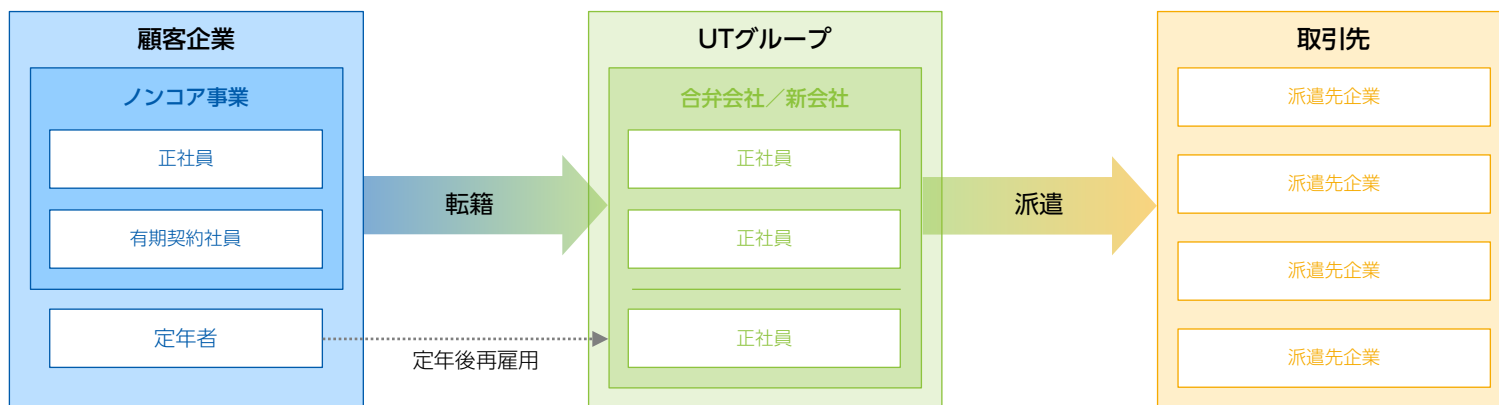 顧客企業
ノンコア事業
正社員
有期契約社員
定年者
転籍
定年後再雇用
UTグループ
合弁会社／新会社
正社員
正社員
正社員
派遣
取引先
派遣先企業
派遣先企業
派遣先企業
派遣先企業